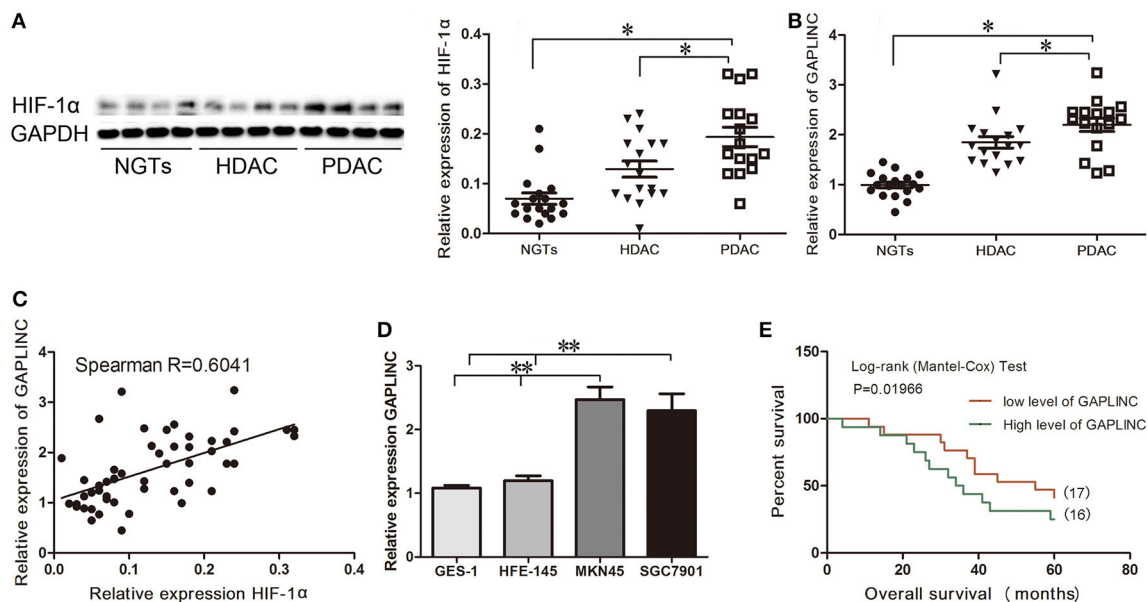 A
HIF-1α
GAPDH
NGTs HDAC PDAC
Relative expression of HIF-1α
0.4
0.3
0.2
0.1
0.0
* *
NGTs HDAC PDAC
B
Relative expression of GAPLINC
4
3
2
1
0
* *
NGTs HDAC PDAC
C
Relative expression of GAPLINC
4
3
2
1
0
Spearman R=0.6041
0.0 0.1 0.2 0.3 0.4
Relative expression HIF-1α
D
Relative expression GAPLINC
3
2
1
0
** **
GES-1 HFE-145 MKN45 SGC7901
E
Percent survival
150
100
50
0
Log-rank (Mantel-Cox) Test
P=0.01966
low level of GAPLINC
High level of GAPLINC
(17)
(16)
0 20 40 60 80
Overall survival (months)